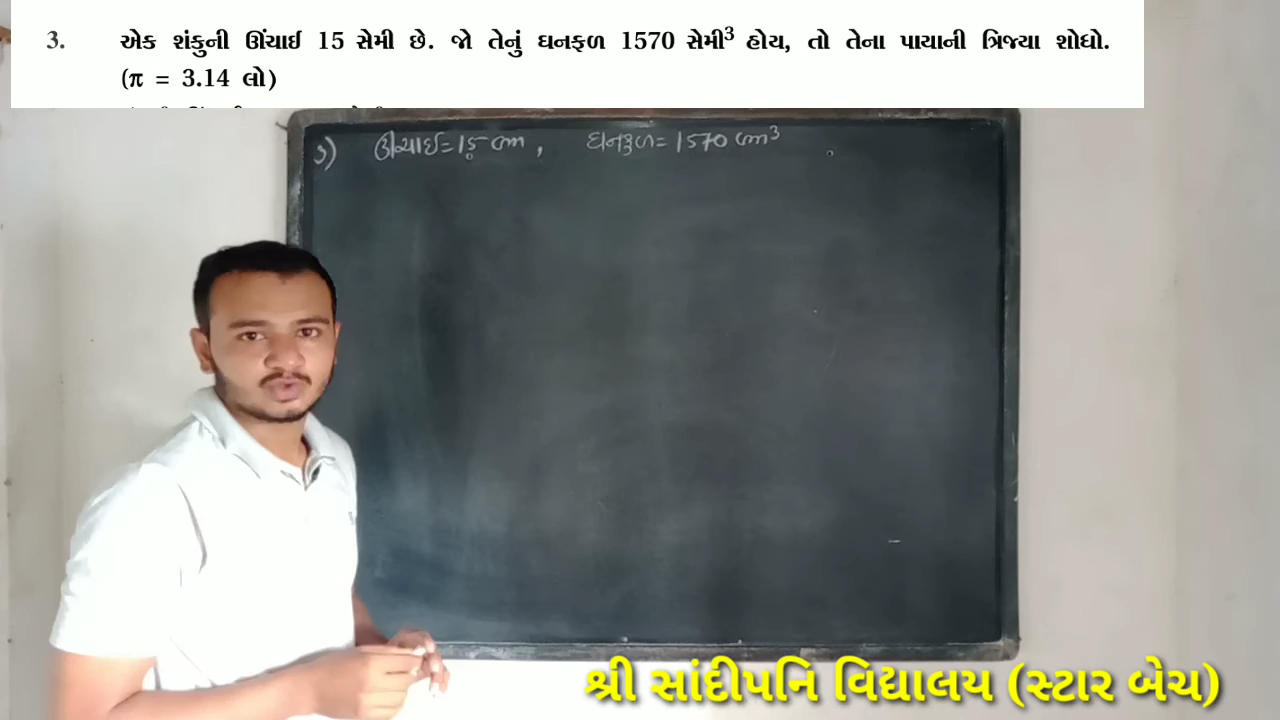 3. એક શંકુની ઊંચાઈ 15 સેમી છે. જો તેનું ઘનફળ 1570 સેમી³ હોય, તો તેના પાયાની ત્રિજ્યા શોધો.
(π = 3.14 લો)
3) ઊંચાઈ = 15 cm , ઘનફળ = 1570 cm³
શ્રી સાંદીપનિ વિદ્યાલય (સ્ટાર બેચ)